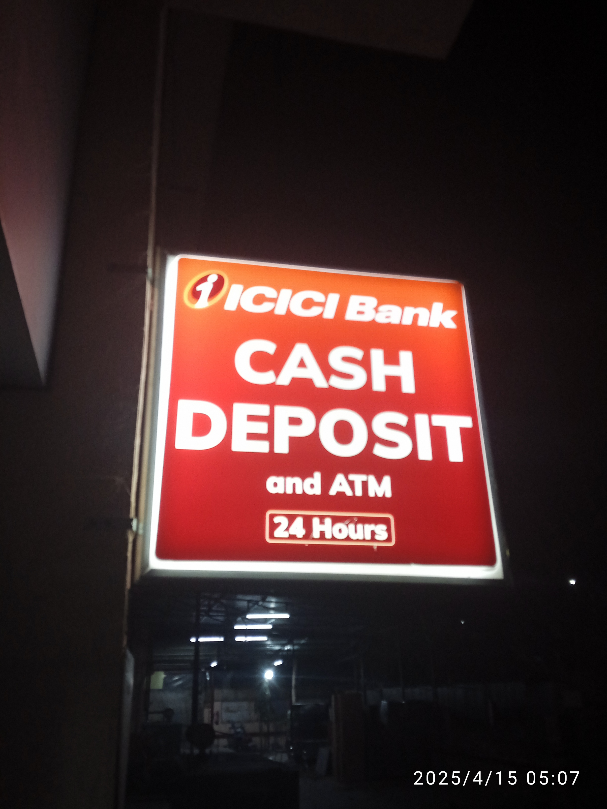 i ICICI Bank
CASH
DEPOSIT
and ATM
24 Hours
2025/4/15 05:07